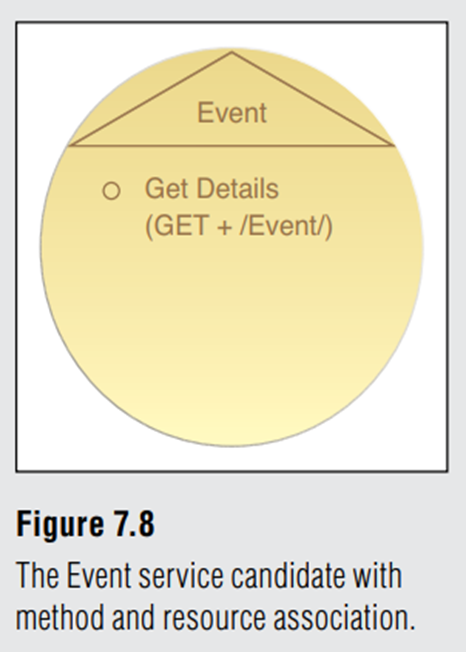 Event
Get Details
(GET + /Event/)
Figure 7.8
The Event service candidate with
method and resource association.